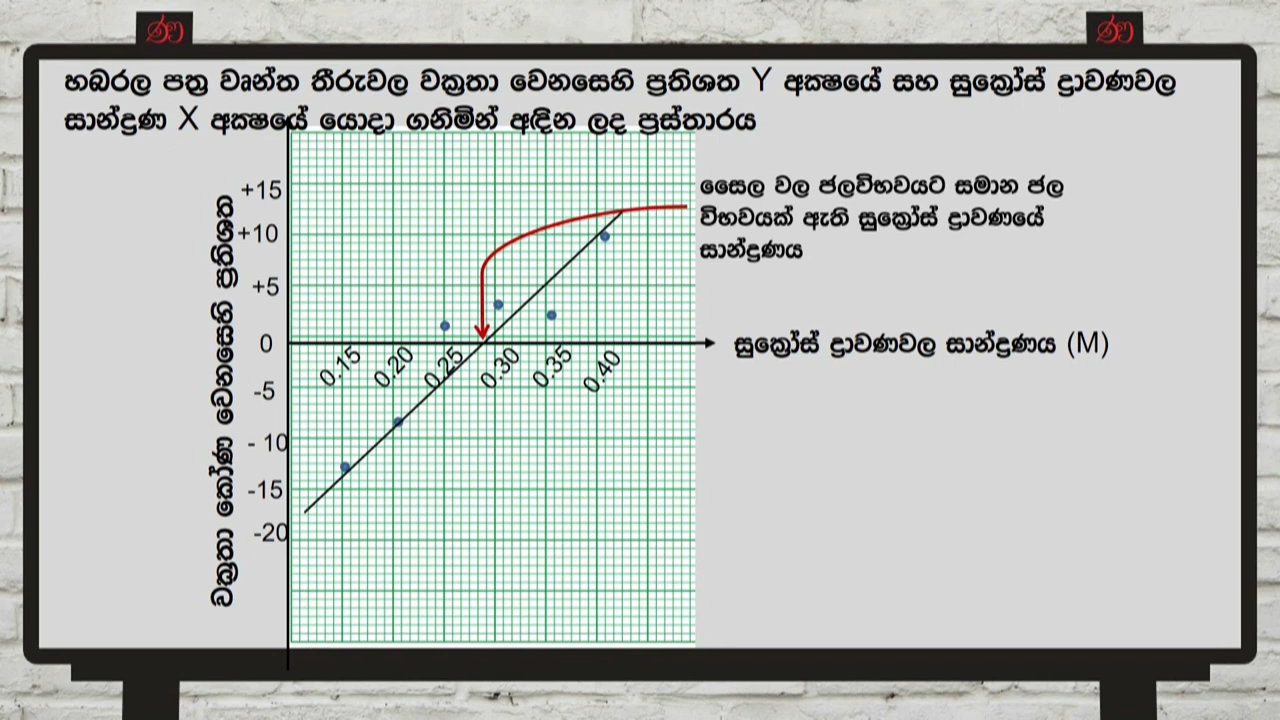 ණ ණ
හබරල පත්‍ර වෘන්ත තීරුවල වක්‍රතා වෙනසෙහි ප්‍රතිශත Y අක්‍ෂයේ සහ සුක්‍රෝස් ද්‍රාවණවල
සාන්ද්‍රණ X අක්‍ෂයේ යොදා ගනිමින් අඳින ලද ප්‍රස්තාරය
වක්‍රතා කෝණ වෙනසෙහි ප්‍රතිශත
+15
+10
+5
0
-5
- 10
-15
-20
0.15 0.20 0.25 0.30 0.35 0.40
සෛල වල ජලවිභවයට සමාන ජල
විභවයක් ඇති සුක්‍රෝස් ද්‍රාවණයේ
සාන්ද්‍රණය
සුක්‍රෝස් ද්‍රාවණවල සාන්ද්‍රණය (M)